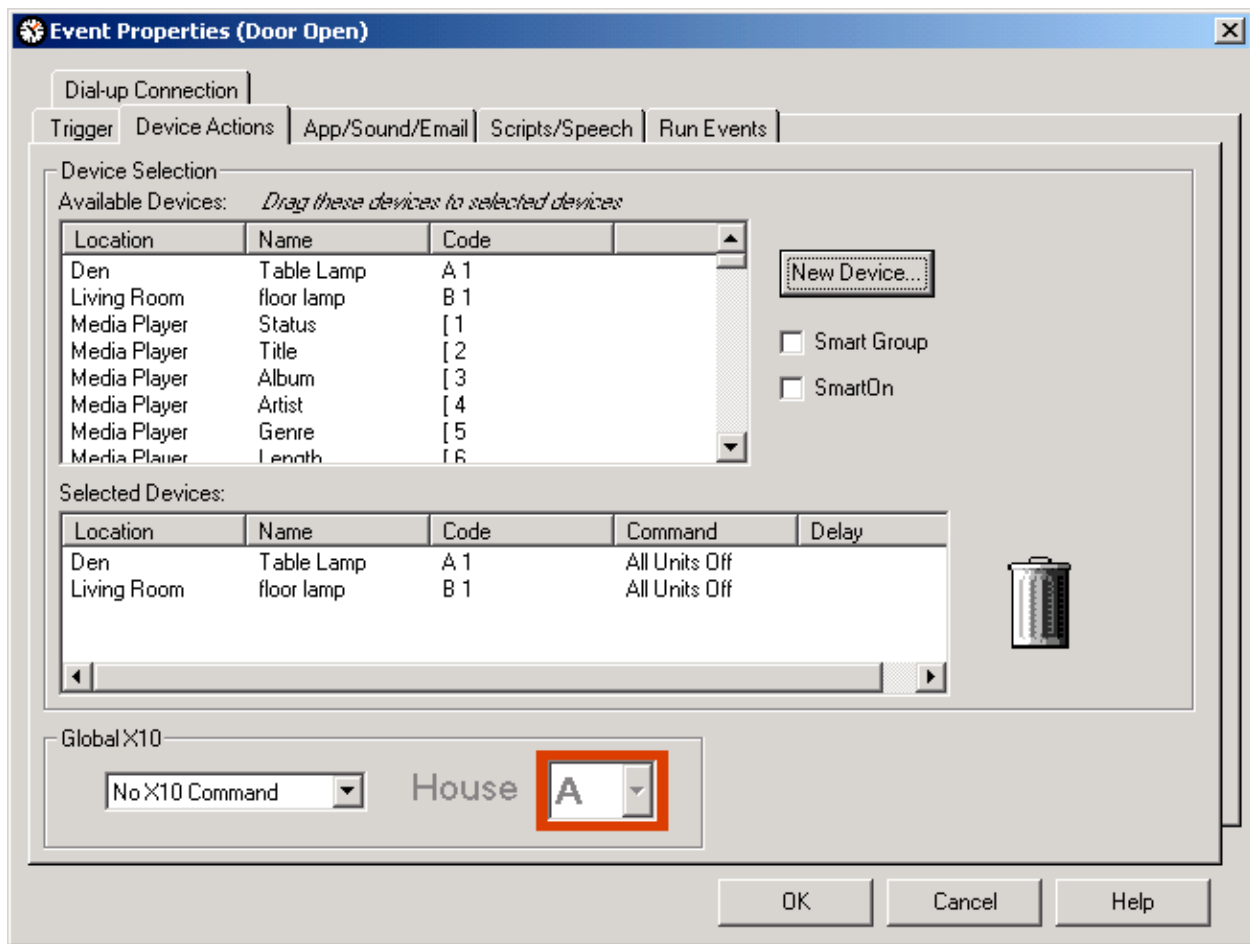 Event Properties (Door Open)
Dial-up Connection
Trigger Device Actions App/Sound/Email Scripts/Speech Run Events
Device Selection
Available Devices: Drag these devices to selected devices
Location Name Code
Den Table Lamp A 1
Living Room floor lamp B 1
Media Player Status [ 1
Media Player Title [ 2
Media Player Album [ 3
Media Player Artist [ 4
Media Player Genre [ 5
Media Player Length [ 6
New Device...
Smart Group
SmartOn
Selected Devices:
Location Name Code Command Delay
Den Table Lamp A 1 All Units Off
Living Room floor lamp B 1 All Units Off
Global X10
No X10 Command House A
OK Cancel Help